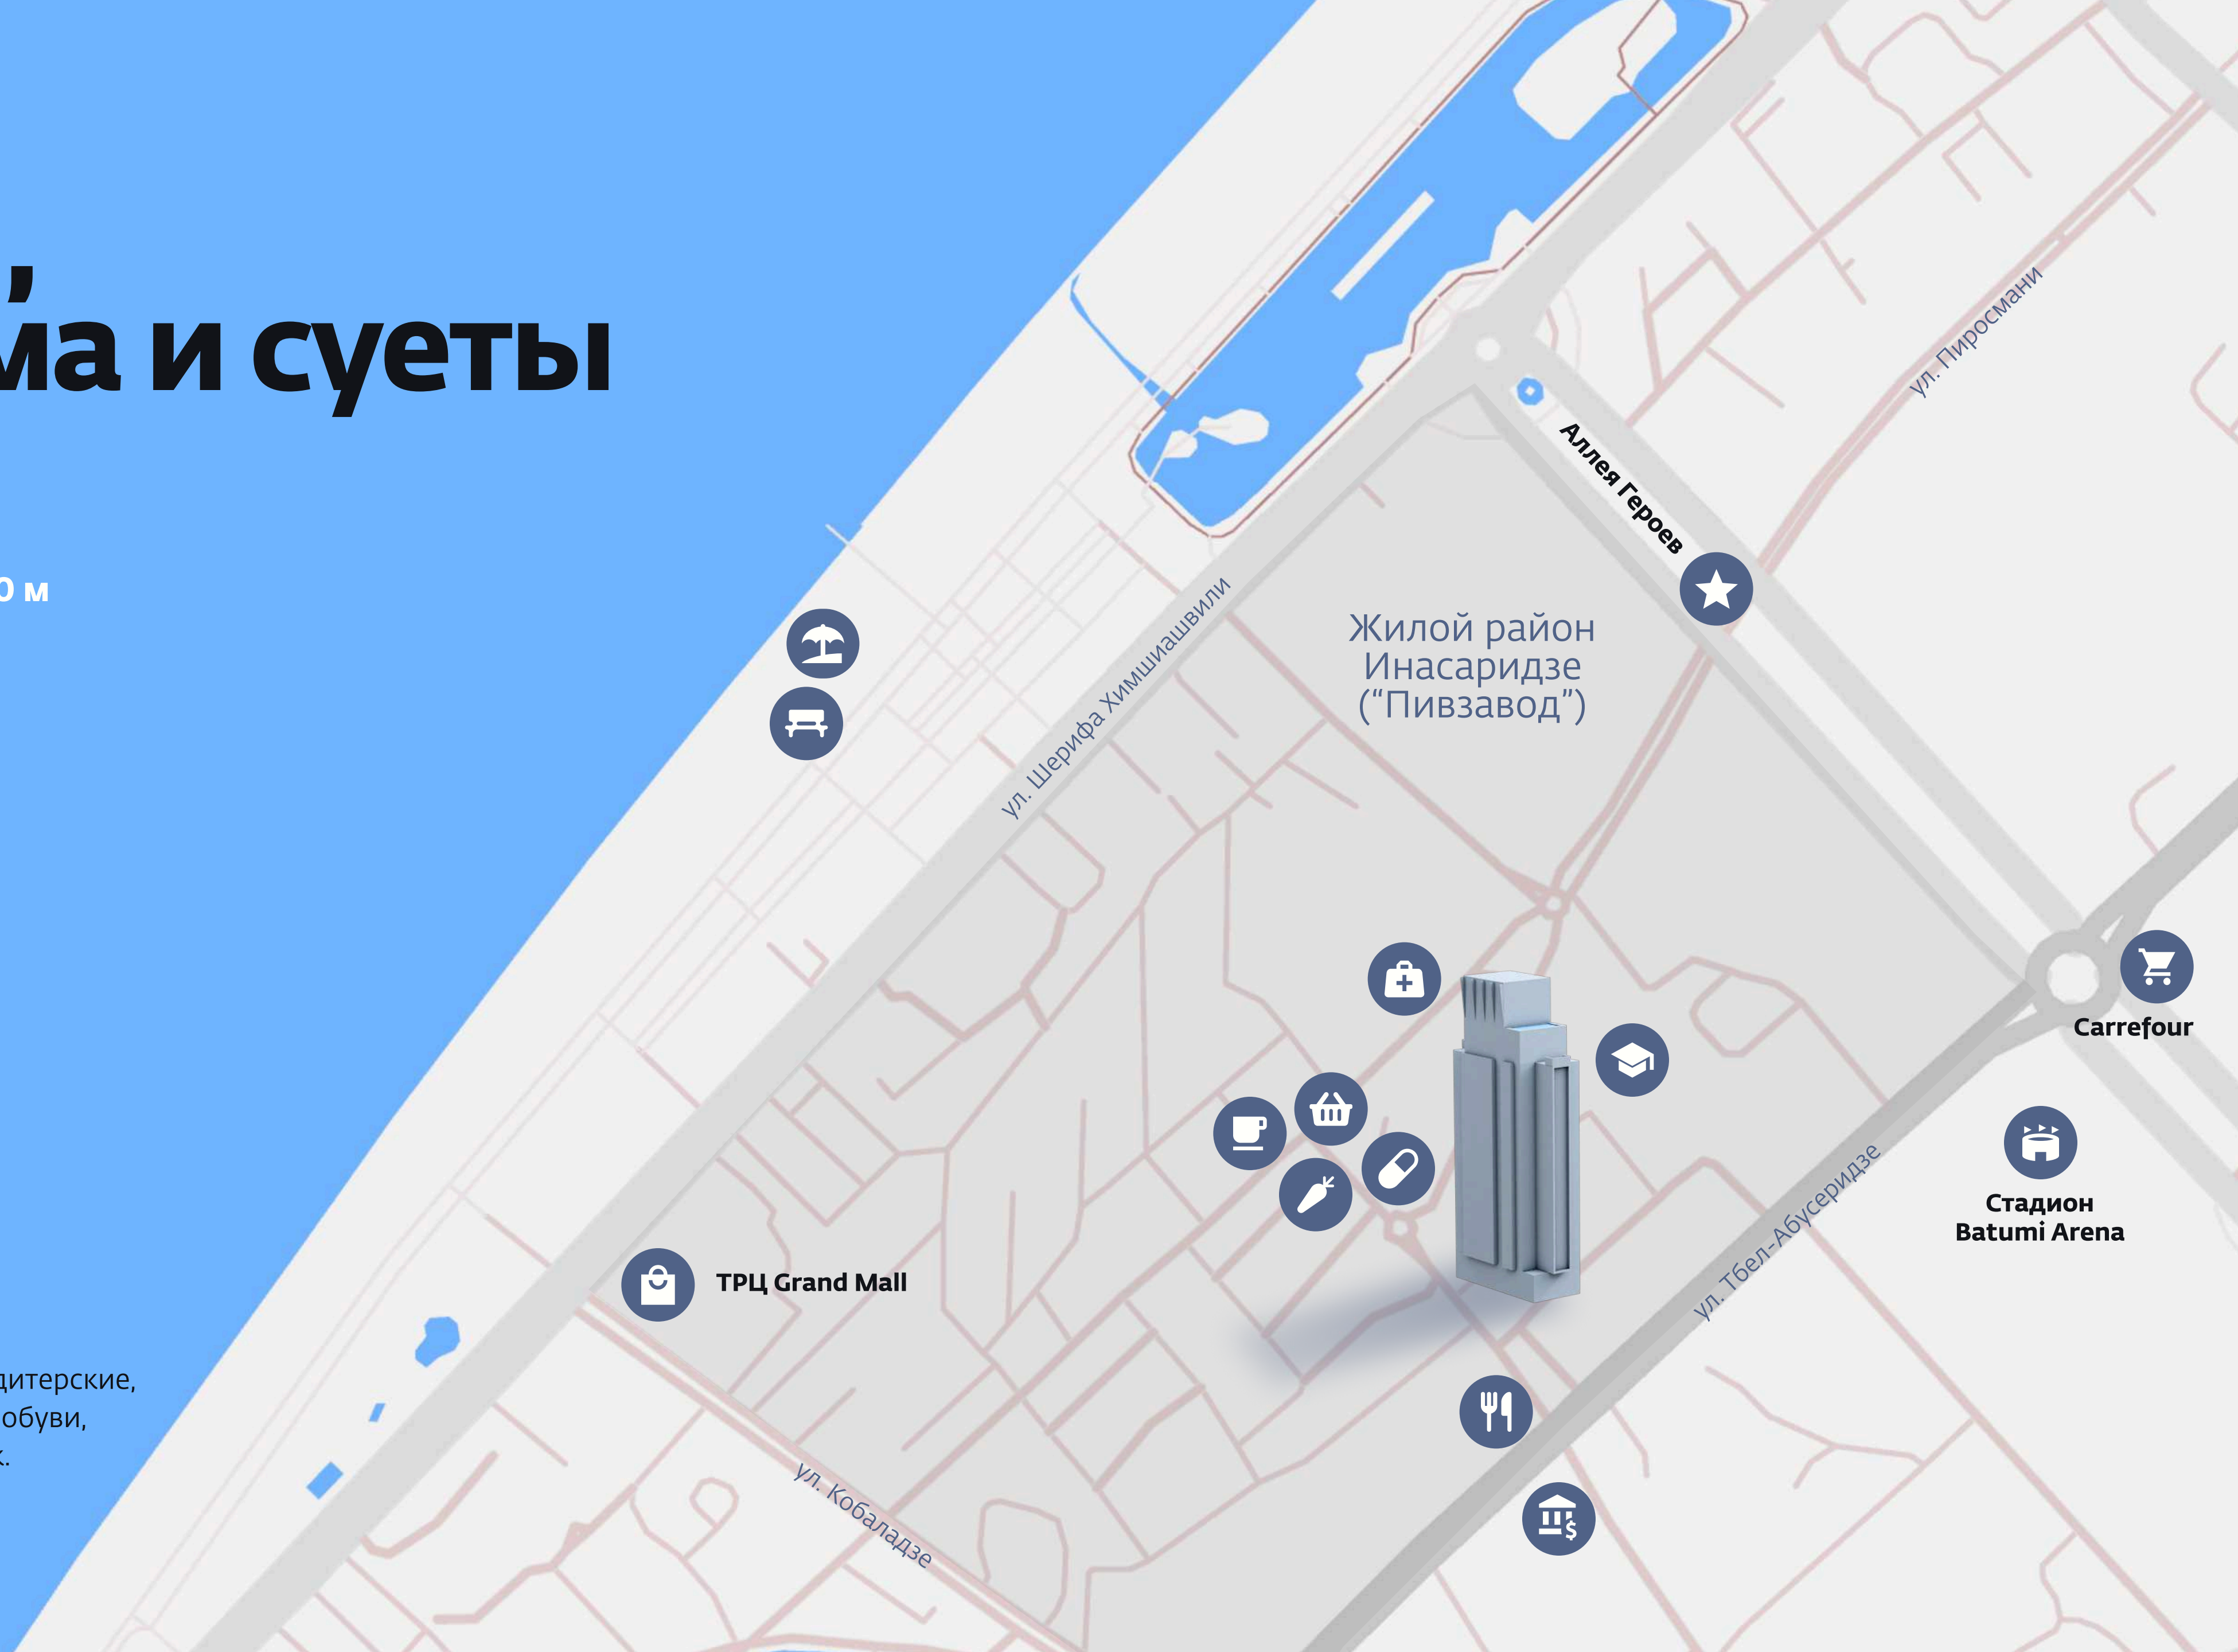 ,
ма и суеты
0 м
дитерские,
обуви,
к.
ул. Пиросмани
Аллея Героев
ул. Шерифа Химшиашвили
Жилой район
Инасаридзе
(“Пивзавод”)
Carrefour
ул. Тбел-Абусеридзе
Стадион
Batumi Arena
ТРЦ Grand Mall
ул. Кобаладзе